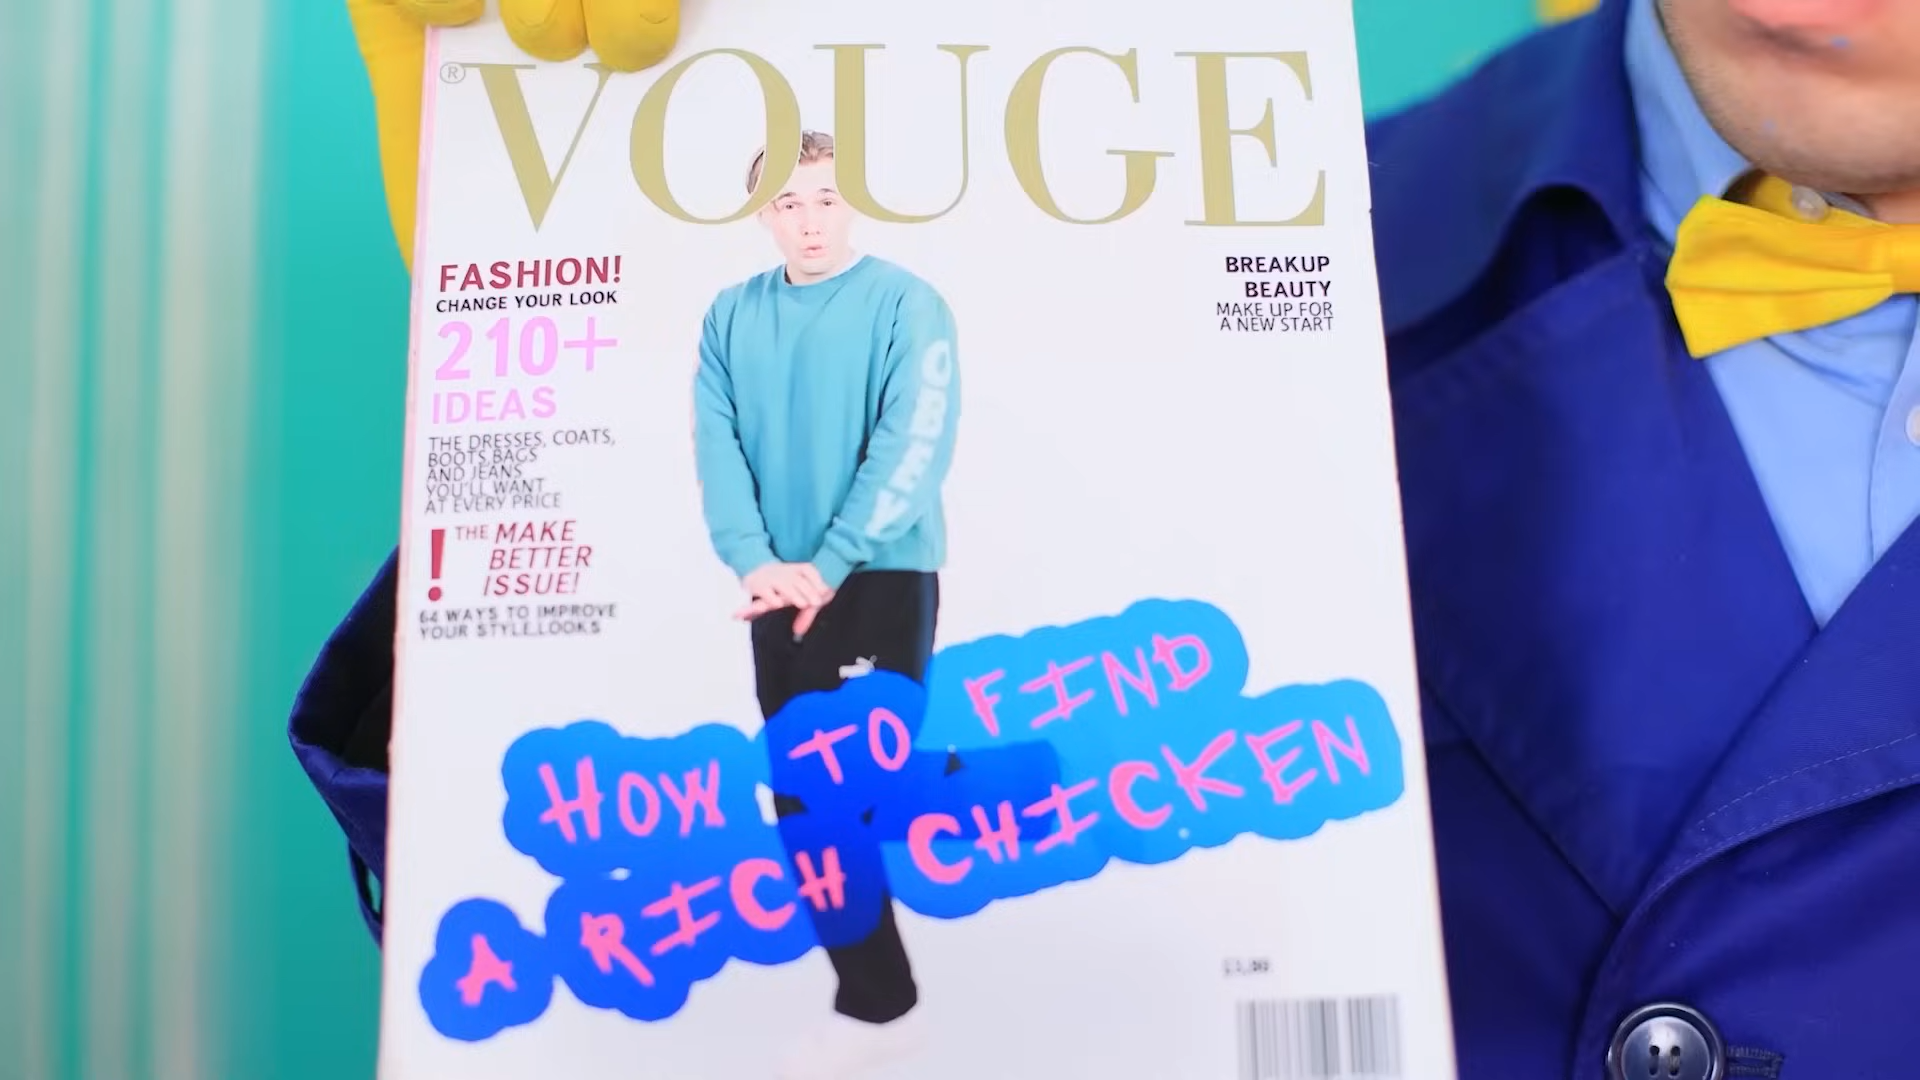 ® VOUGE
FASHION!
CHANGE YOUR LOOK
210+
IDEAS
THE DRESSES, COATS,
BOOTS,BAGS
AND JEANS
YOU'LL WANT
AT EVERY PRICE
! THE MAKE
BETTER
ISSUE!
64 WAYS TO IMPROVE
YOUR STYLE,LOOKS
BREAKUP
BEAUTY
MAKE UP FOR
A NEW START
HOW TO FIND
A RICH CHICKEN